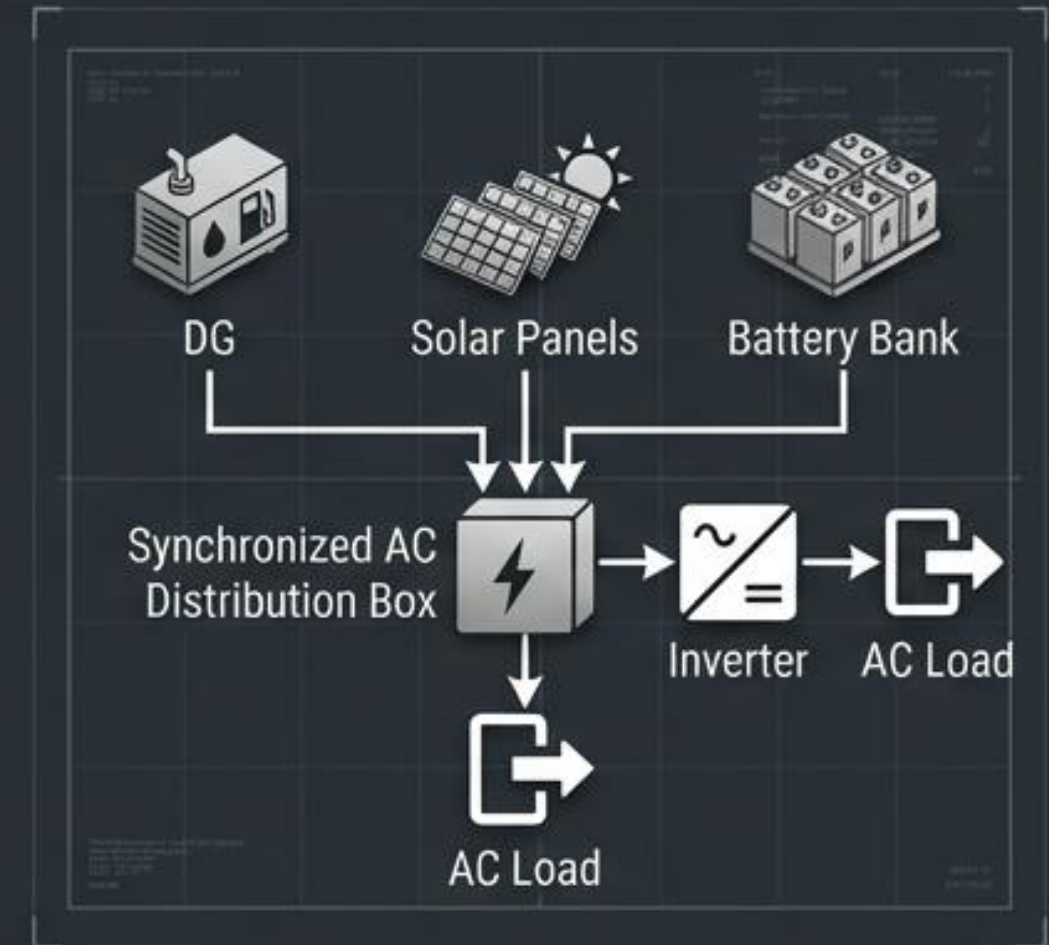 DG
Solar Panels
Battery Bank
Synchronized AC
Distribution Box
Inverter
AC Load
AC Load